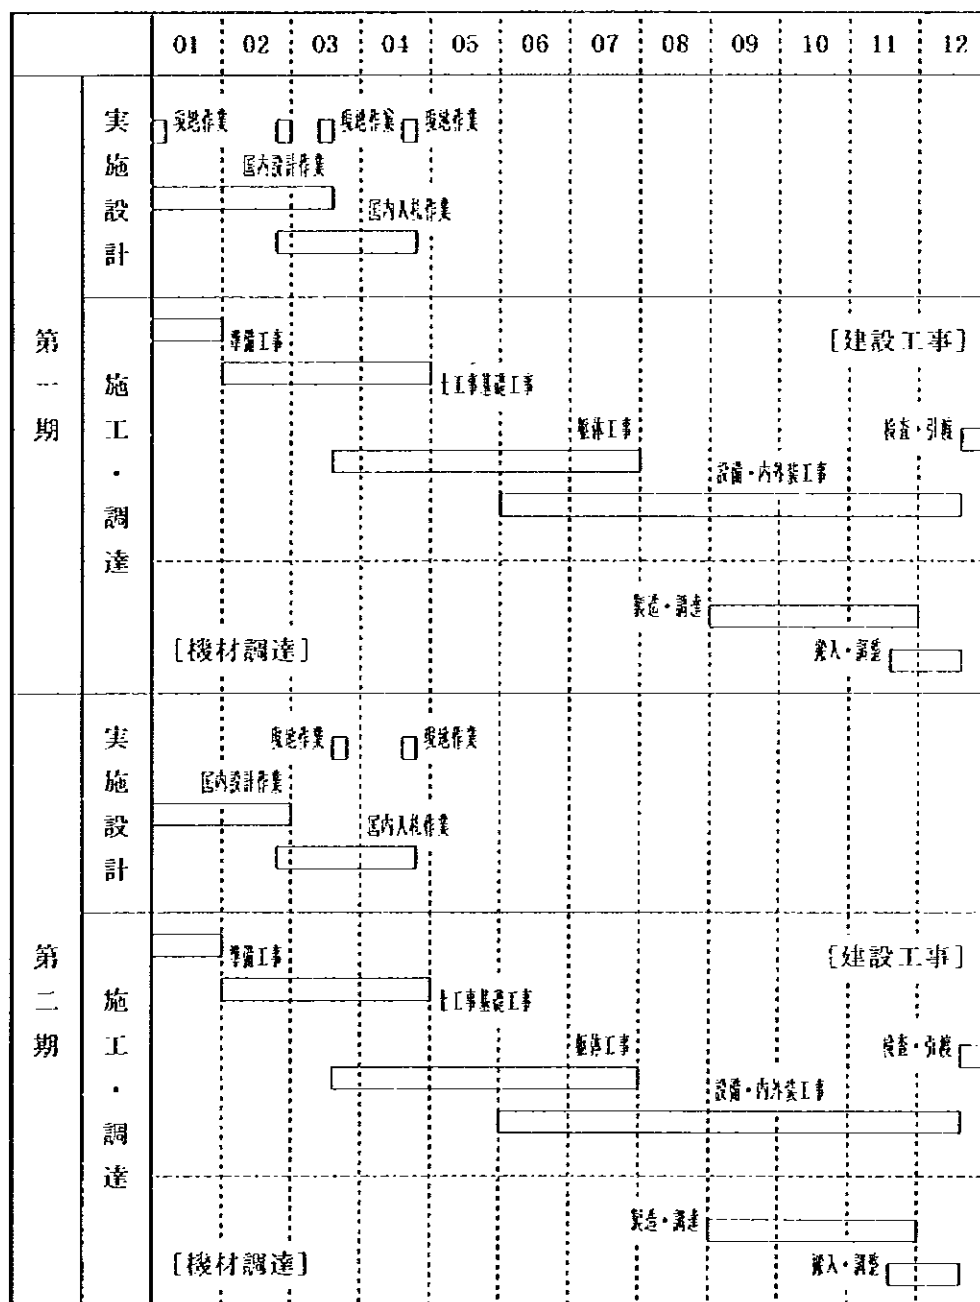 01 02 03 04 05 06 07 08 09 10 11 12
第一期
実施設計
現地作業 現地作業 現地作業
国内設計作業
国内入札作業
施工・調達
準備工事
[建設工事]
土工事基礎工事
躯体工事
検査・引渡
設備・内外装工事
製造・調達
[機材調達]
搬入・調整
第二期
実施設計
現地作業 現地作業
国内設計作業
国内入札作業
施工・調達
準備工事
[建設工事]
土工事基礎工事
躯体工事
検査・引渡
設備・内外装工事
製造・調達
[機材調達]
搬入・調整